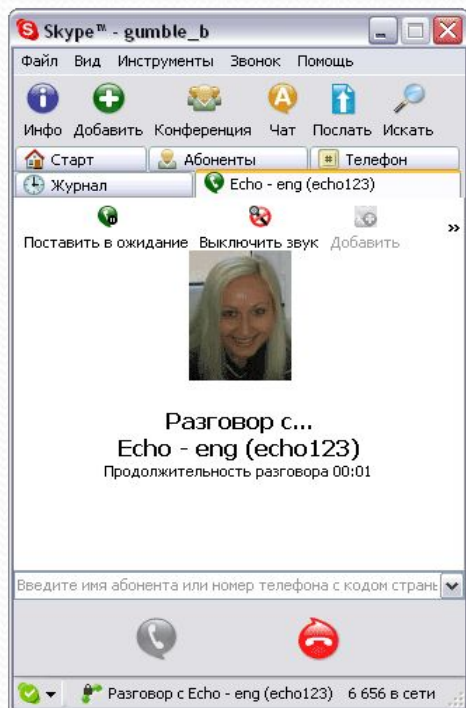 Skype™ - gumble_b
Файл Вид Инструменты Звонок Помощь
Инфо Добавить Конференция Чат Послать Искать
Старт Абоненты Телефон
Журнал Echo - eng (echo123)
Поставить в ожидание Выключить звук Добавить »
Разговор с...
Echo - eng (echo123)
Продолжительность разговора 00:01
Введите имя абонента или номер телефона с кодом
Разговор с Echo - eng (echo123) 6 656 в сети